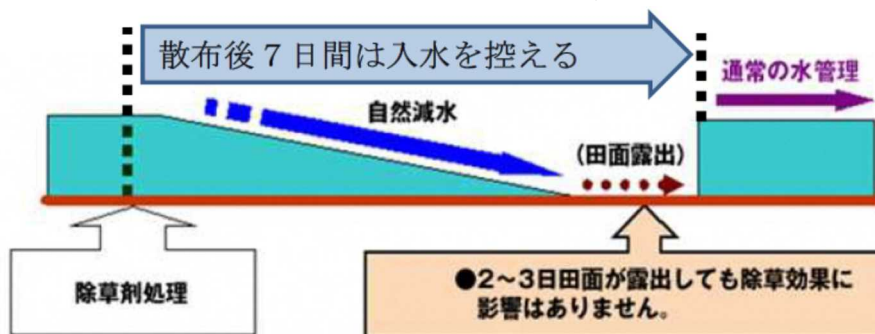 散布後7日間は入水を控える
通常の水管理
自然減水
(田面露出)
除草剤処理
●2～3日田面が露出しても除草効果に
影響はありません。